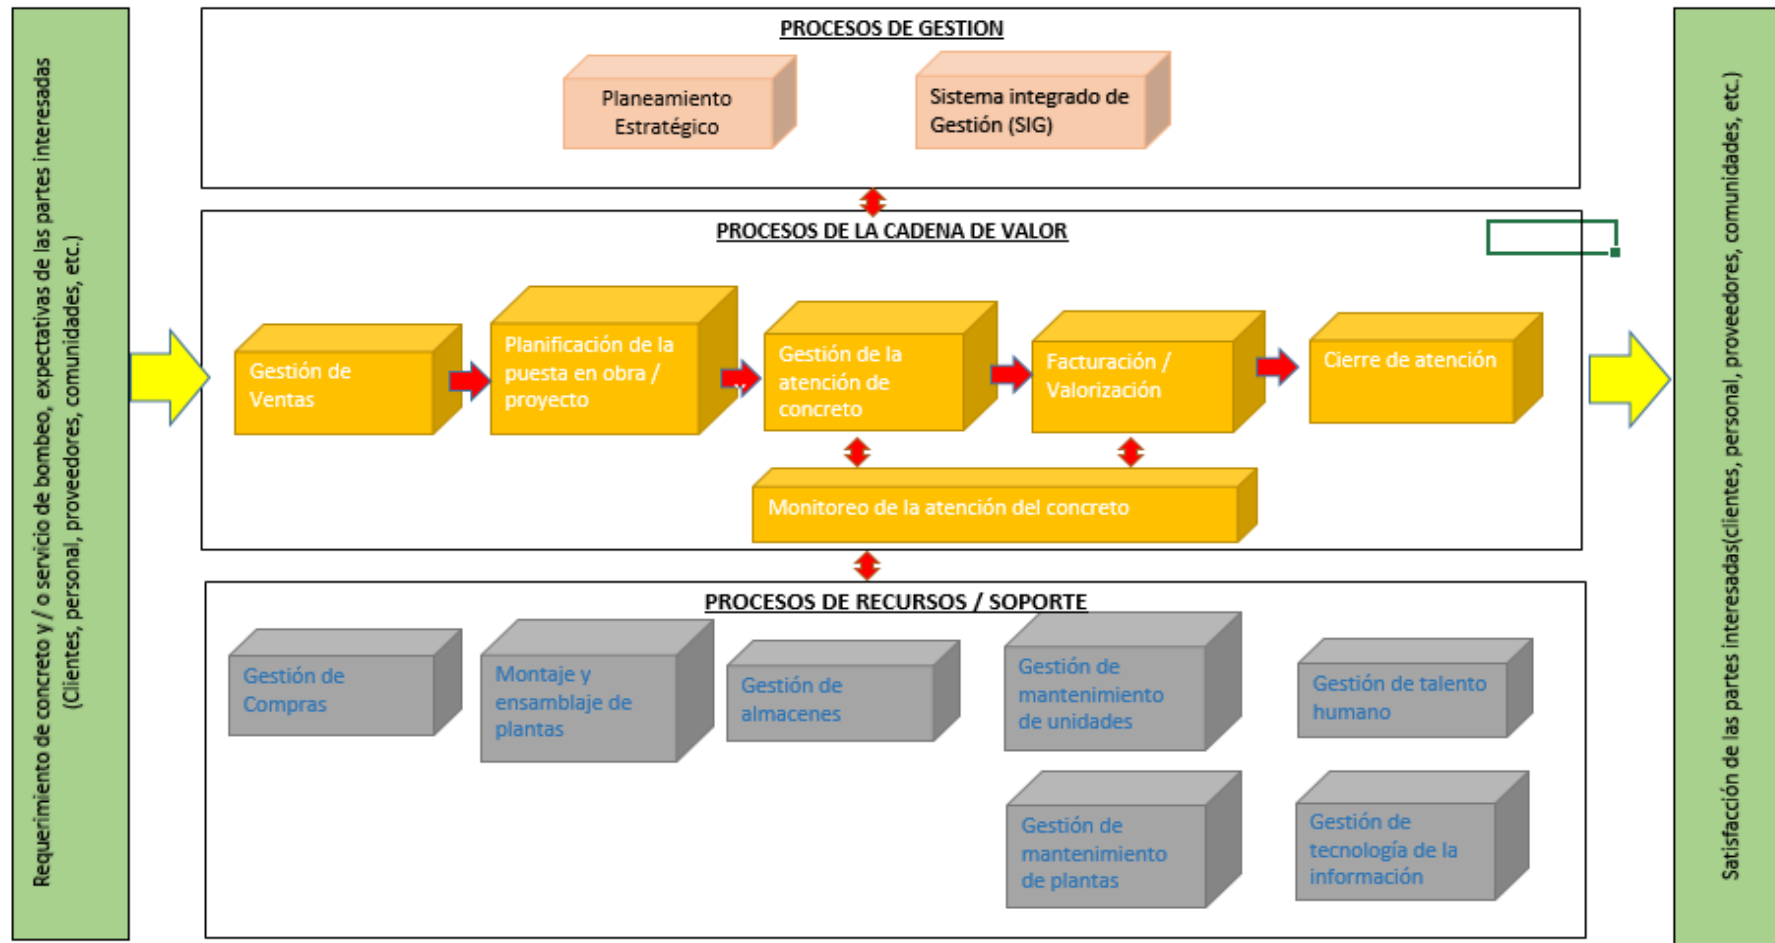 Requerimiento de concreto y / o servicio de bombeo, expectativas de las partes interesadas
(Clientes, personal, proveedores, comunidades, etc.)
PROCESOS DE GESTION
Planeamiento
Estratégico
Sistema integrado de
Gestión (SIG)
PROCESOS DE LA CADENA DE VALOR
Gestión de
Ventas
Planificación de la
puesta en obra /
proyecto
Gestión de la
atención de
concreto
Facturación /
Valorización
Cierre de atención
Monitoreo de la atención del concreto
PROCESOS DE RECURSOS / SOPORTE
Gestión de
Compras
Montaje y
ensamblaje de
plantas
Gestión de
almacenes
Gestión de
mantenimiento
de unidades
Gestión de talento
humano
Gestión de
mantenimiento
de plantas
Gestión de
tecnología de la
información
Satisfacción de las partes interesadas(clientes, personal, proveedores, comunidades, etc.)